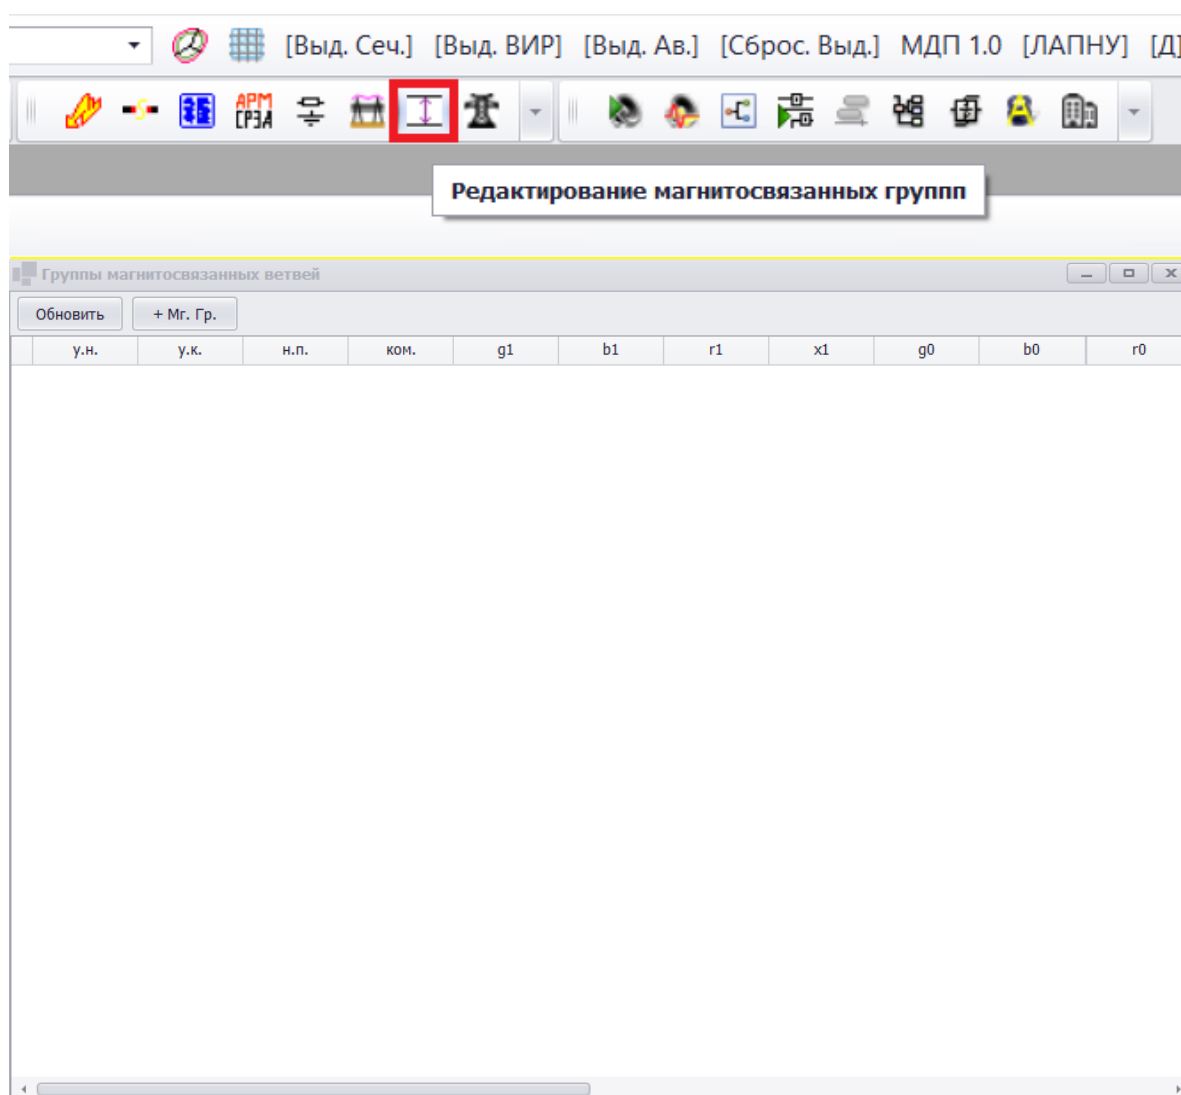 [Выд. Сеч.] [Выд. ВИР] [Выд. Ав.] [Сброс. Выд.] МДП 1.0 [ЛАПНУ] [Д]
АРМ
СРЗА
Редактирование магнитосвязанных группп
Группы магнитосвязанных ветвей
Обновить + Мг. Гр.
у.н. у.к. н.п. ком. g1 b1 r1 x1 g0 b0 r0